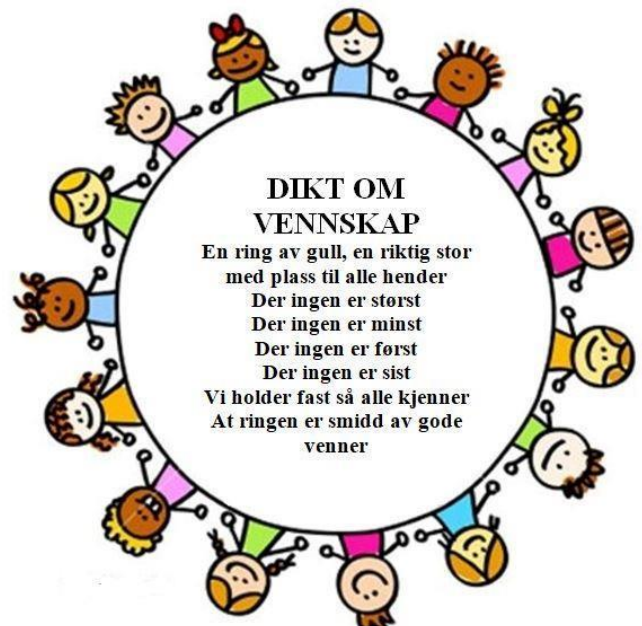 DIKT OM
VENNSKAP
En ring av gull, en riktig stor
med plass til alle hender
Der ingen er størst
Der ingen er minst
Der ingen er først
Der ingen er sist
Vi holder fast så alle kjenner
At ringen er smidd av gode
venner